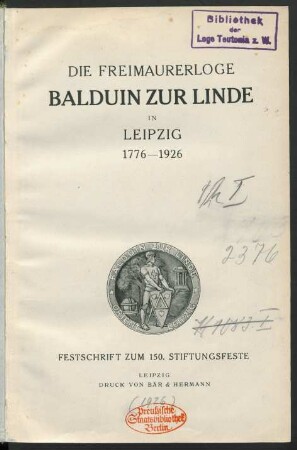 Bibliothek
der
Loge Teutonia z. W.
DIE FREIMAURERLOGE
BALDUIN ZUR LINDE
IN
LEIPZIG
1776—1926
2376
FESTSCHRIFT ZUM 150. STIFTUNGSFESTE
LEIPZIG
DRUCK VON BÄR & HERMANN
(1926)
Preußische
Staatsbibliothek
Berlin